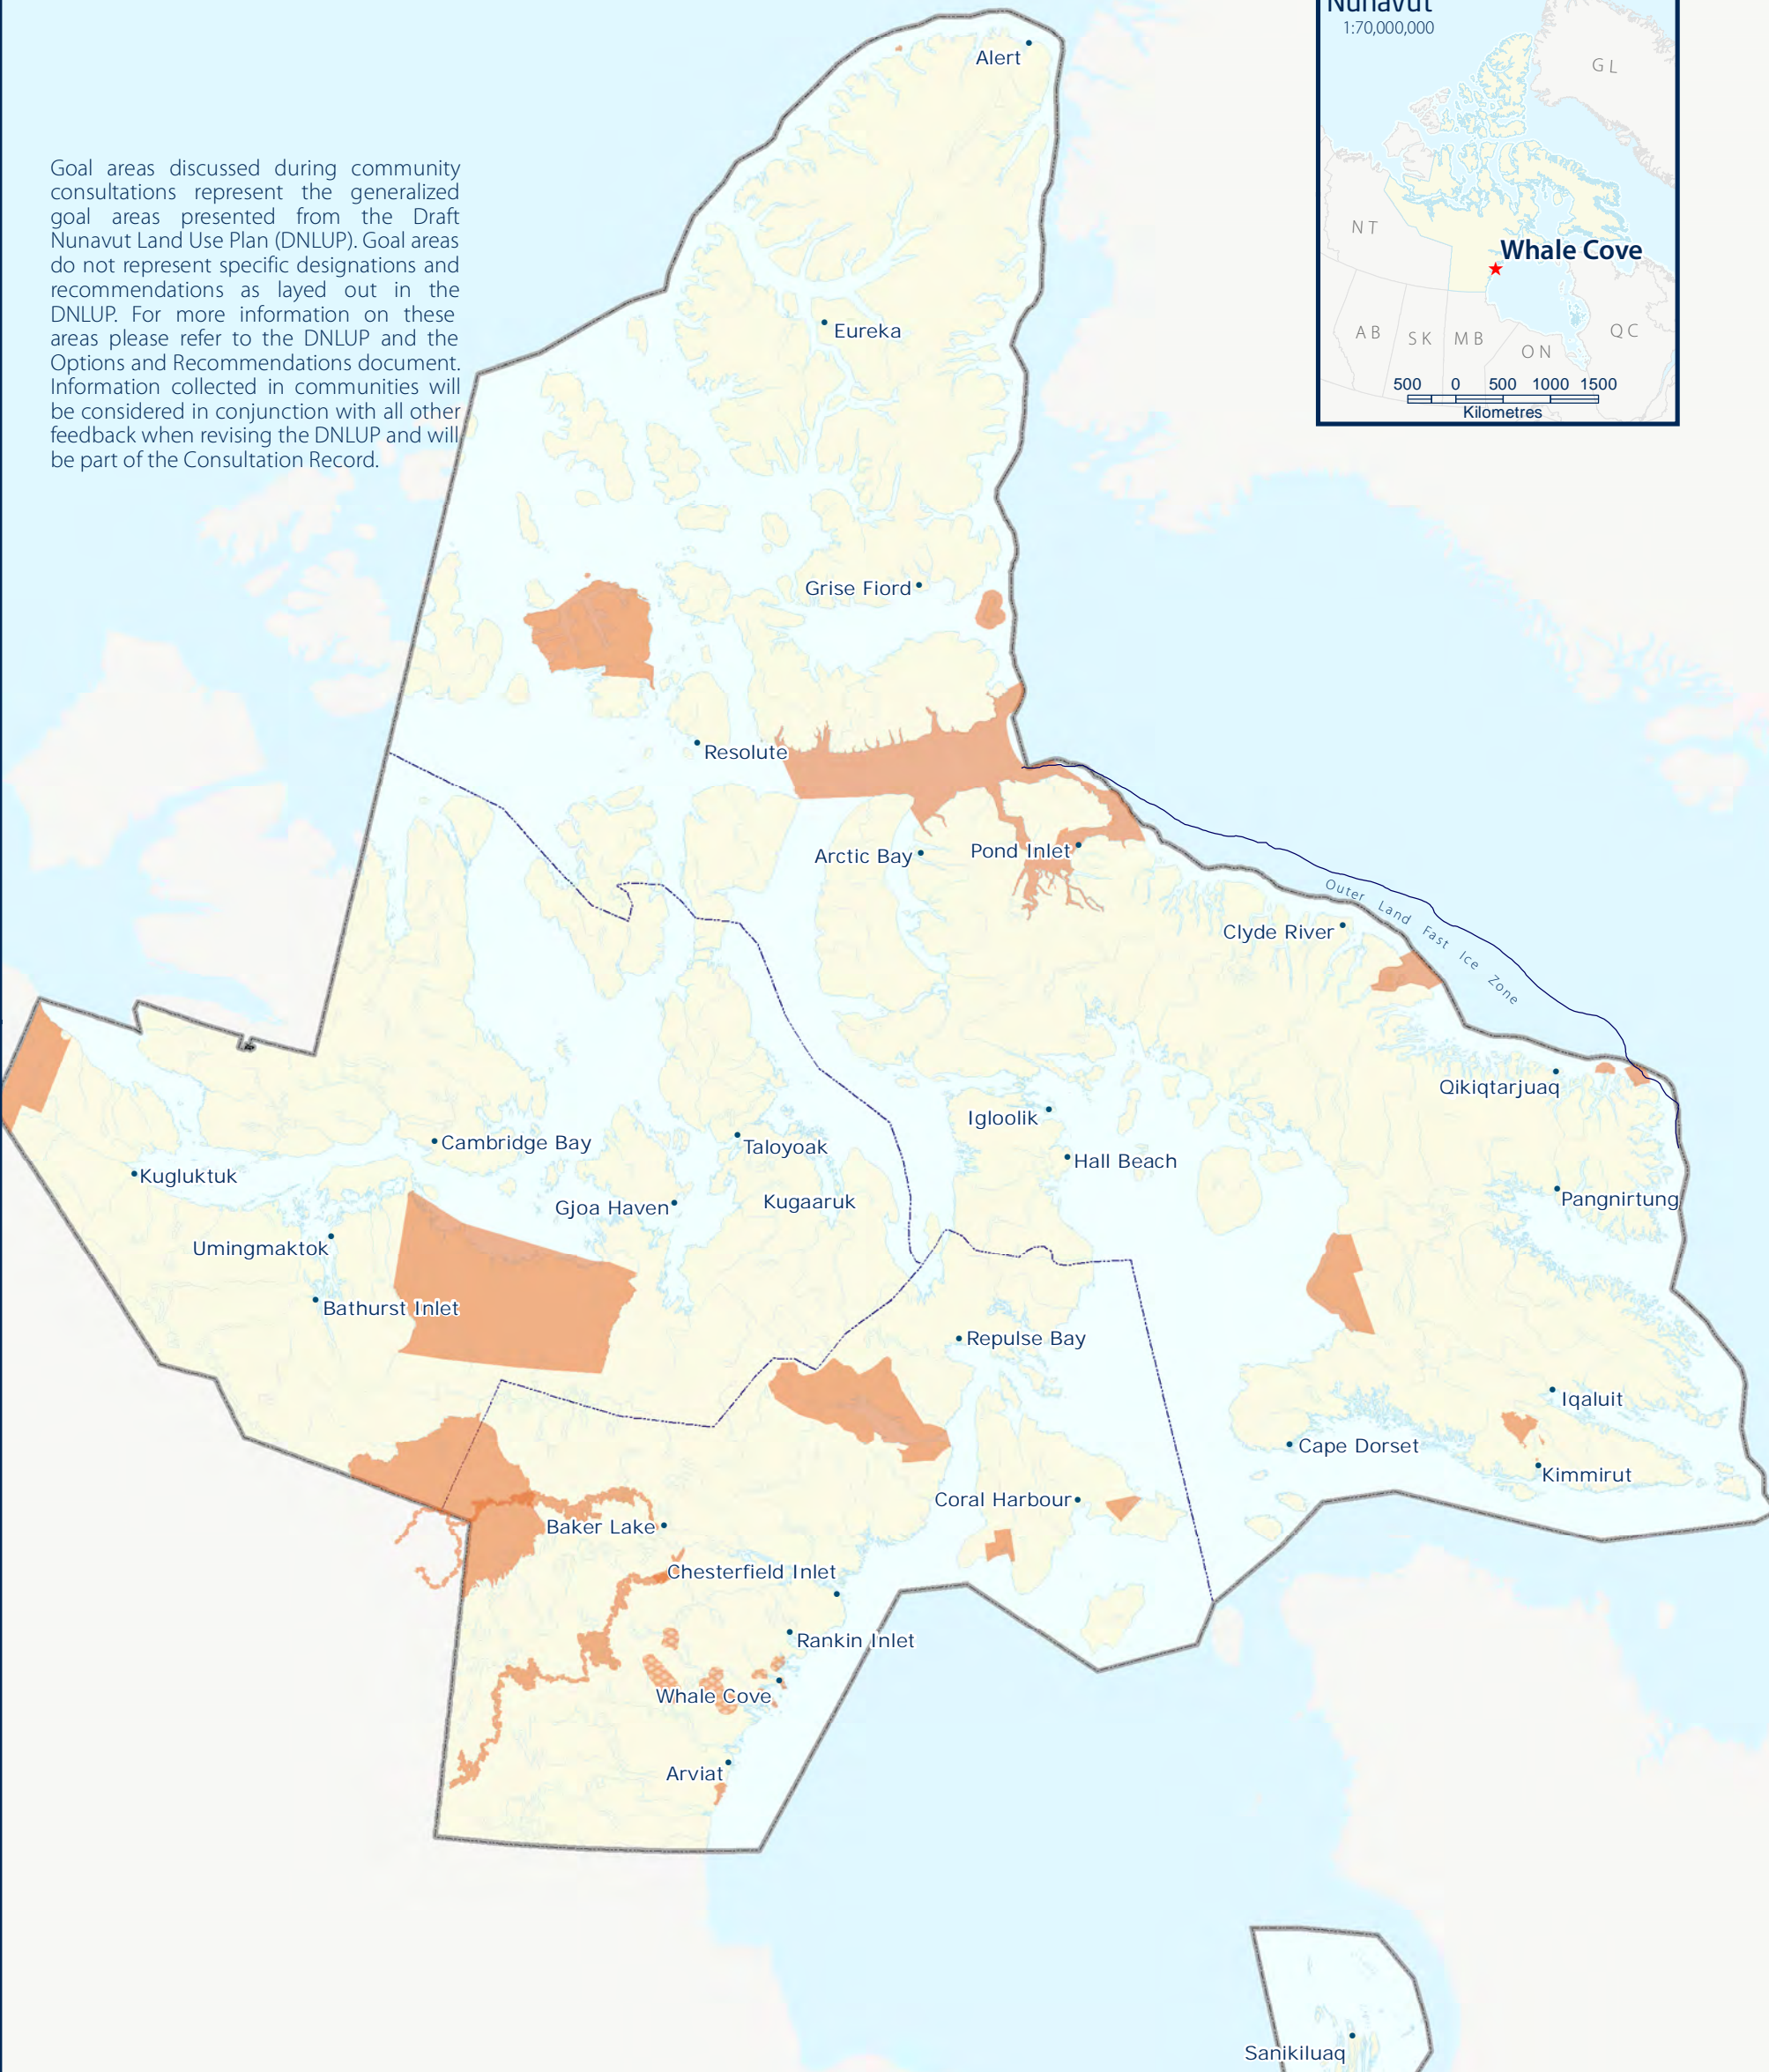 Nunavut
1:70,000,000
GL
NT
Whale Cove
AB
SK
MB
ON
QC
500 0 500 1000 1500
Kilometres
Goal areas discussed during community
consultations represent the generalized
goal areas presented from the Draft
Nunavut Land Use Plan (DNLUP). Goal areas
do not represent specific designations and
recommendations as layed out in the
DNLUP. For more information on these
areas please refer to the DNLUP and the
Options and Recommendations document.
Information collected in communities will
be considered in conjunction with all other
feedback when revising the DNLUP and will
be part of the Consultation Record.
Alert
Eureka
Grise Fiord
Resolute
Arctic Bay
Pond Inlet
Outer Land Fast Ice Zone
Clyde River
Qikiqtarjuaq
Igloolik
Cambridge Bay
Taloyoak
Hall Beach
Kugluktuk
Gjoa Haven
Kugaaruk
Pangnirtung
Umingmaktok
Bathurst Inlet
Repulse Bay
Iqaluit
Cape Dorset
Kimmirut
Coral Harbour
Baker Lake
Chesterfield Inlet
Rankin Inlet
Whale Cove
Arviat
Sanikiluaq